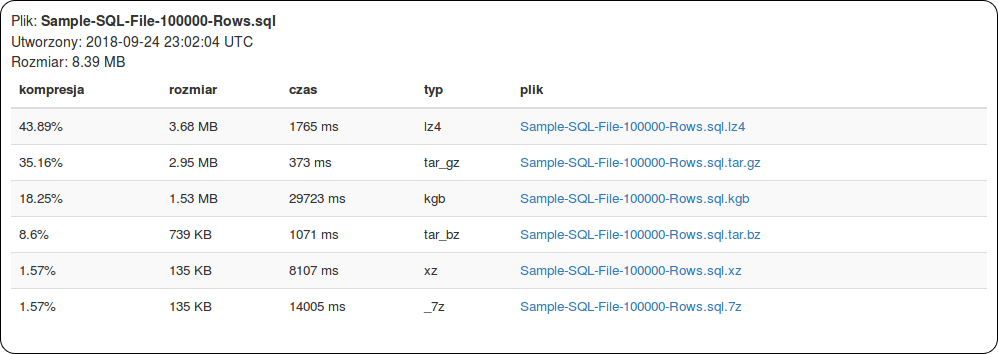 Plik: Sample-SQL-File-100000-Rows.sql
Utworzony: 2018-09-24 23:02:04 UTC
Rozmiar: 8.39 MB
kompresja rozmiar czas typ plik
43.89% 3.68 MB 1765 ms lz4 Sample-SQL-File-100000-Rows.sql.lz4
35.16% 2.95 MB 373 ms tar_gz Sample-SQL-File-100000-Rows.sql.tar.gz
18.25% 1.53 MB 29723 ms kgb Sample-SQL-File-100000-Rows.sql.kgb
8.6% 739 KB 1071 ms tar_bz Sample-SQL-File-100000-Rows.sql.tar.bz
1.57% 135 KB 8107 ms xz Sample-SQL-File-100000-Rows.sql.xz
1.57% 135 KB 14005 ms _7z Sample-SQL-File-100000-Rows.sql.7z